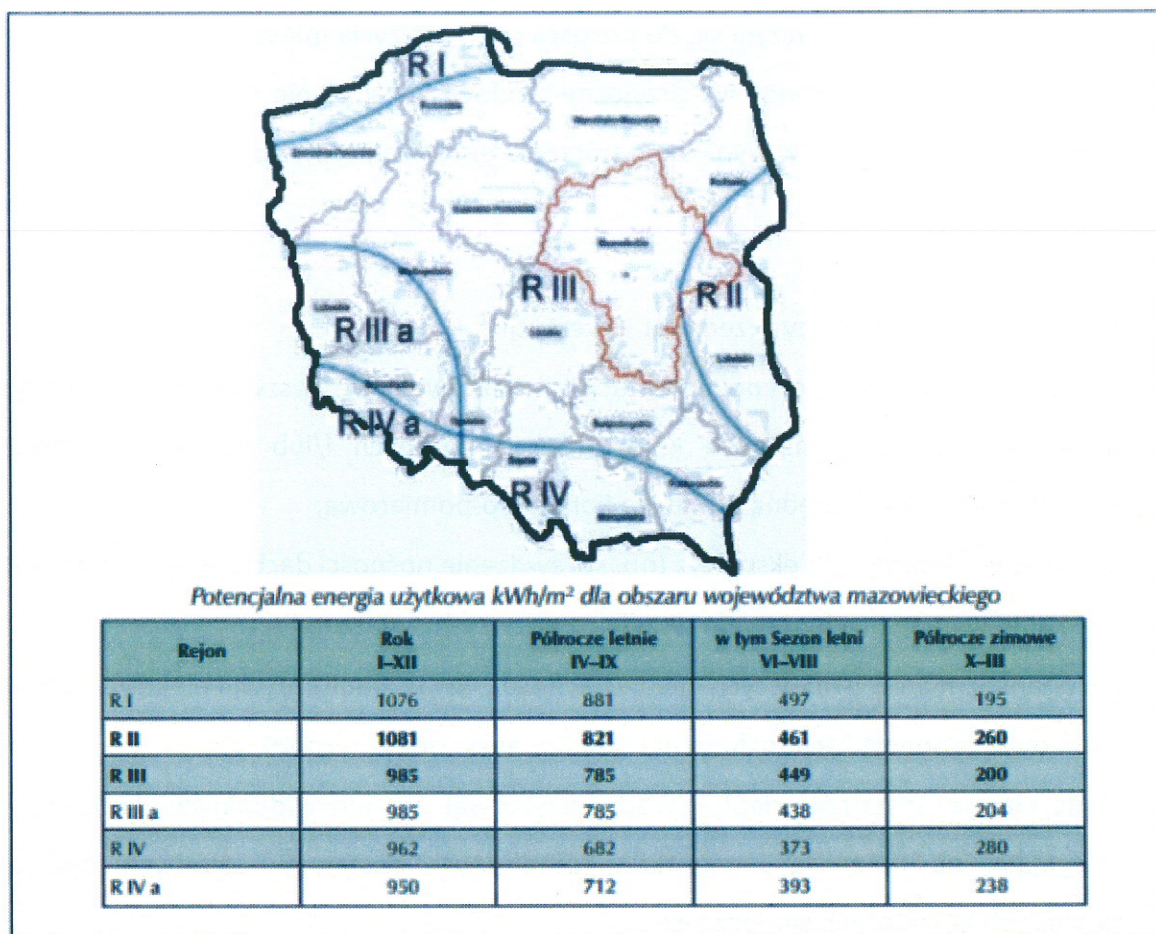 R I
R III
R II
R III a
R IV a
R IV
Potencjalna energia użytkowa kWh/m² dla obszaru województwa mazowieckiego
Rejon Rok I–XII Półrocze letnie IV–IX w tym Sezon letni VI–VIII Półrocze zimowe X–III
R I 1076 881 497 195
R II 1081 821 461 260
R III 985 785 449 200
R III a 985 785 438 204
R IV 962 682 373 280
R IV a 950 712 393 238